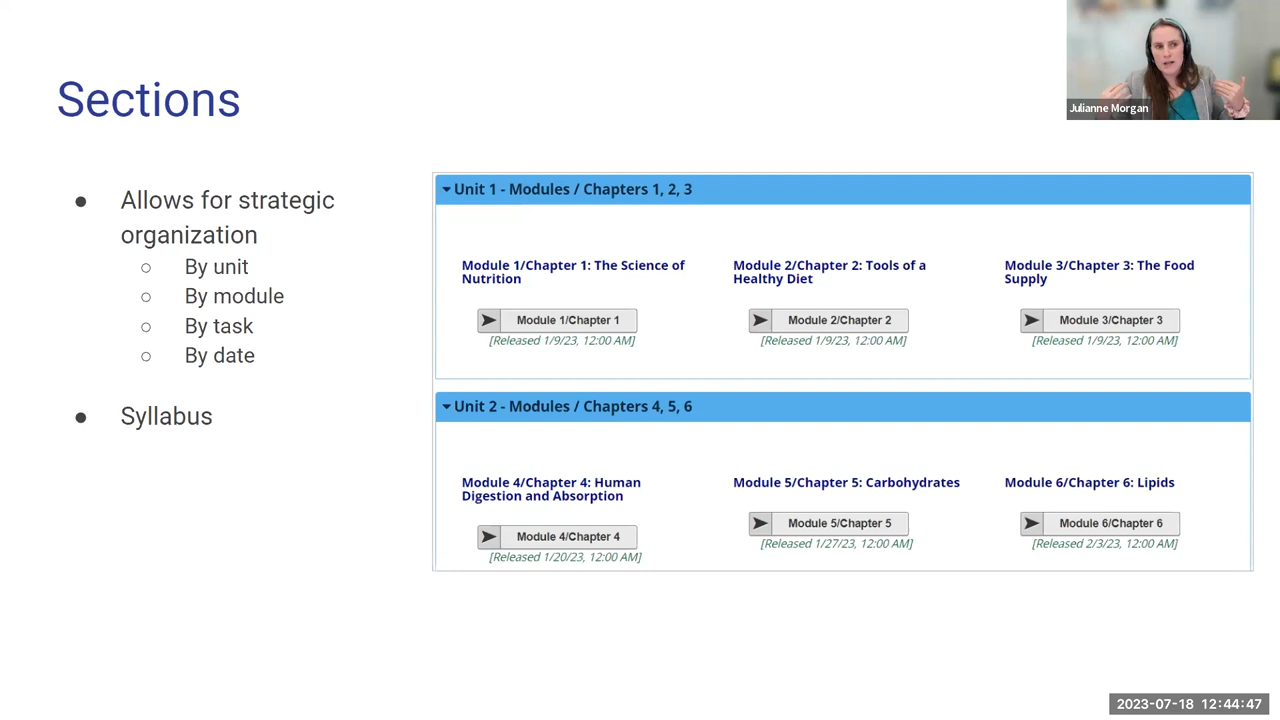 Sections
Julianne Morgan
● Allows for strategic
organization
○ By unit
○ By module
○ By task
○ By date
● Syllabus
Unit 1 - Modules / Chapters 1, 2, 3
Module 1/Chapter 1: The Science of
Nutrition
Module 1/Chapter 1
[Released 1/9/23, 12:00 AM]
Module 2/Chapter 2: Tools of a
Healthy Diet
Module 2/Chapter 2
[Released 1/9/23, 12:00 AM]
Module 3/Chapter 3: The Food
Supply
Module 3/Chapter 3
[Released 1/9/23, 12:00 AM]
Unit 2 - Modules / Chapters 4, 5, 6
Module 4/Chapter 4: Human
Digestion and Absorption
Module 4/Chapter 4
[Released 1/20/23, 12:00 AM]
Module 5/Chapter 5: Carbohydrates
Module 5/Chapter 5
[Released 1/27/23, 12:00 AM]
Module 6/Chapter 6: Lipids
Module 6/Chapter 6
[Released 2/3/23, 12:00 AM]
2023-07-18 12:44:47